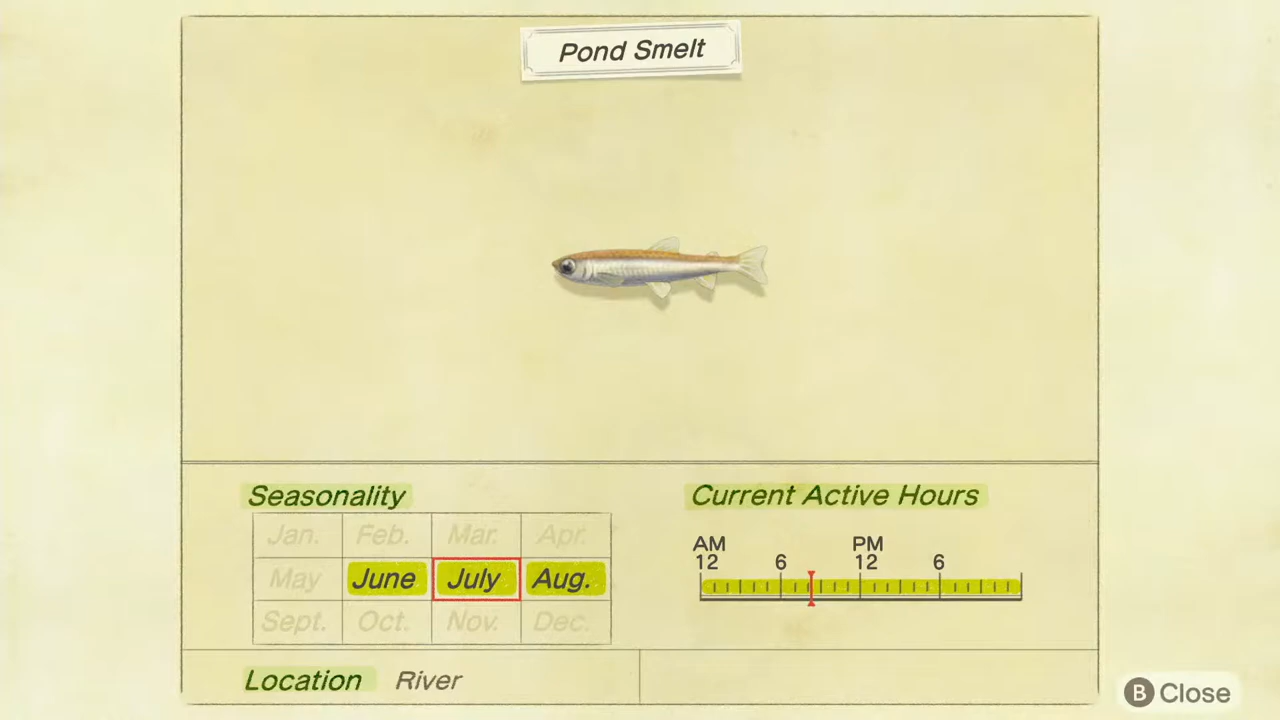 Pond Smelt
Seasonality
Jan. Feb. Mar. Apr.
May June July Aug.
Sept. Oct. Nov. Dec.
Current Active Hours
AM PM
12 6 12 6
Location River
B Close